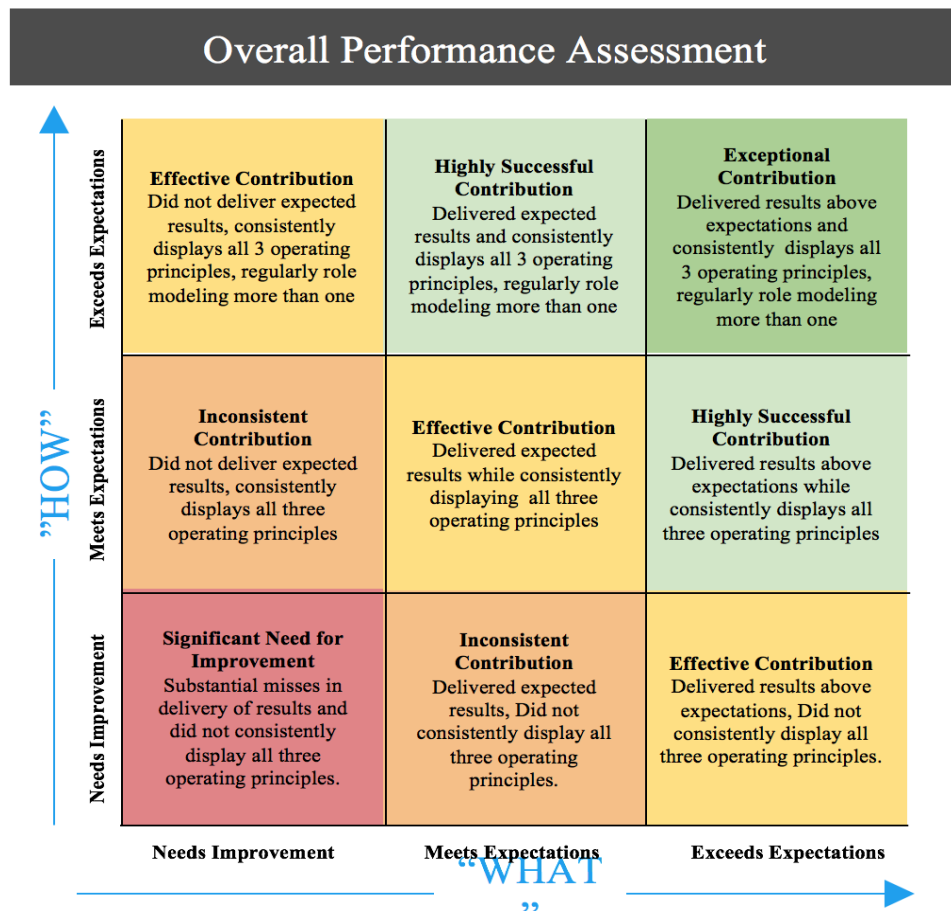 Overall Performance Assessment
”HOW”
Exceeds Expectations
Effective Contribution
Did not deliver expected
results, consistently
displays all 3 operating
principles, regularly role
modeling more than one
Highly Successful
Contribution
Delivered expected
results and consistently
displays all 3 operating
principles, regularly role
modeling more than one
Exceptional
Contribution
Delivered results above
expectations and
consistently displays all
3 operating principles,
regularly role modeling
more than one
Meets Expectations
Inconsistent
Contribution
Did not deliver expected
results, consistently
displays all three
operating principles
Effective Contribution
Delivered expected
results while consistently
displaying all three
operating principles
Highly Successful
Contribution
Delivered results above
expectations while
consistently displays all
three operating principles
Needs Improvement
Significant Need for
Improvement
Substantial misses in
delivery of results and
did not consistently
display all three
operating principles.
Inconsistent
Contribution
Delivered expected
results, Did not
consistently display all
three operating
principles.
Effective Contribution
Delivered results above
expectations, Did not
consistently display all
three operating principles.
Needs Improvement
Meets Expectations
Exceeds Expectations
“WHAT
”